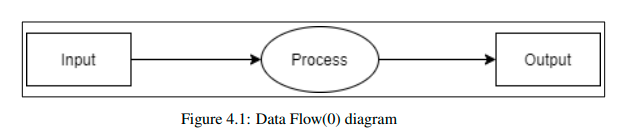 Input
Process
Output
Figure 4.1: Data Flow(0) diagram